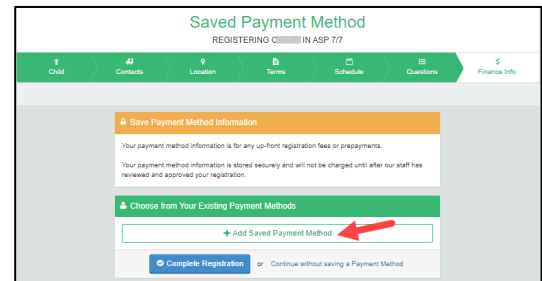 Saved Payment Method
REGISTERING C IN ASP 7/7
Child
Contacts
Location
Terms
Schedule
Questions
Finance Info
Save Payment Method Information
Your payment method information is for any up-front registration fees or prepayments.
Your payment method information is stored securely and will not be charged until after our staff has
reviewed and approved your registration.
Choose from Your Existing Payment Methods
+ Add Saved Payment Method
Complete Registration or Continue without saving a Payment Method